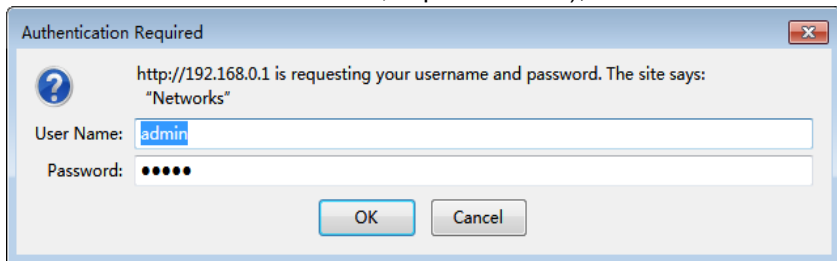 Authentication Required
http://192.168.0.1 is requesting your username and password. The site says:
“Networks”
User Name: admin
Password: •••••
OK Cancel